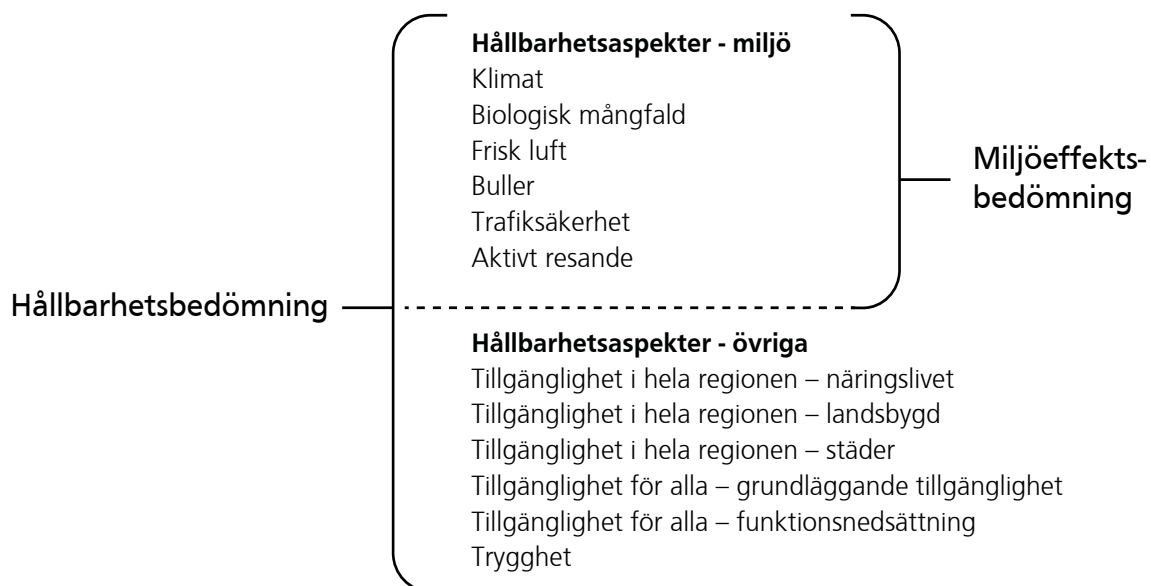 Hållbarhetsaspekter - miljö
Klimat
Biologisk mångfald
Frisk luft
Buller
Trafiksäkerhet
Aktivt resande
Miljöeffekts-
bedömning
Hållbarhetsbedömning
Hållbarhetsaspekter - övriga
Tillgänglighet i hela regionen – näringslivet
Tillgänglighet i hela regionen – landsbygd
Tillgänglighet i hela regionen – städer
Tillgänglighet för alla – grundläggande tillgänglighet
Tillgänglighet för alla – funktionsnedsättning
Trygghet